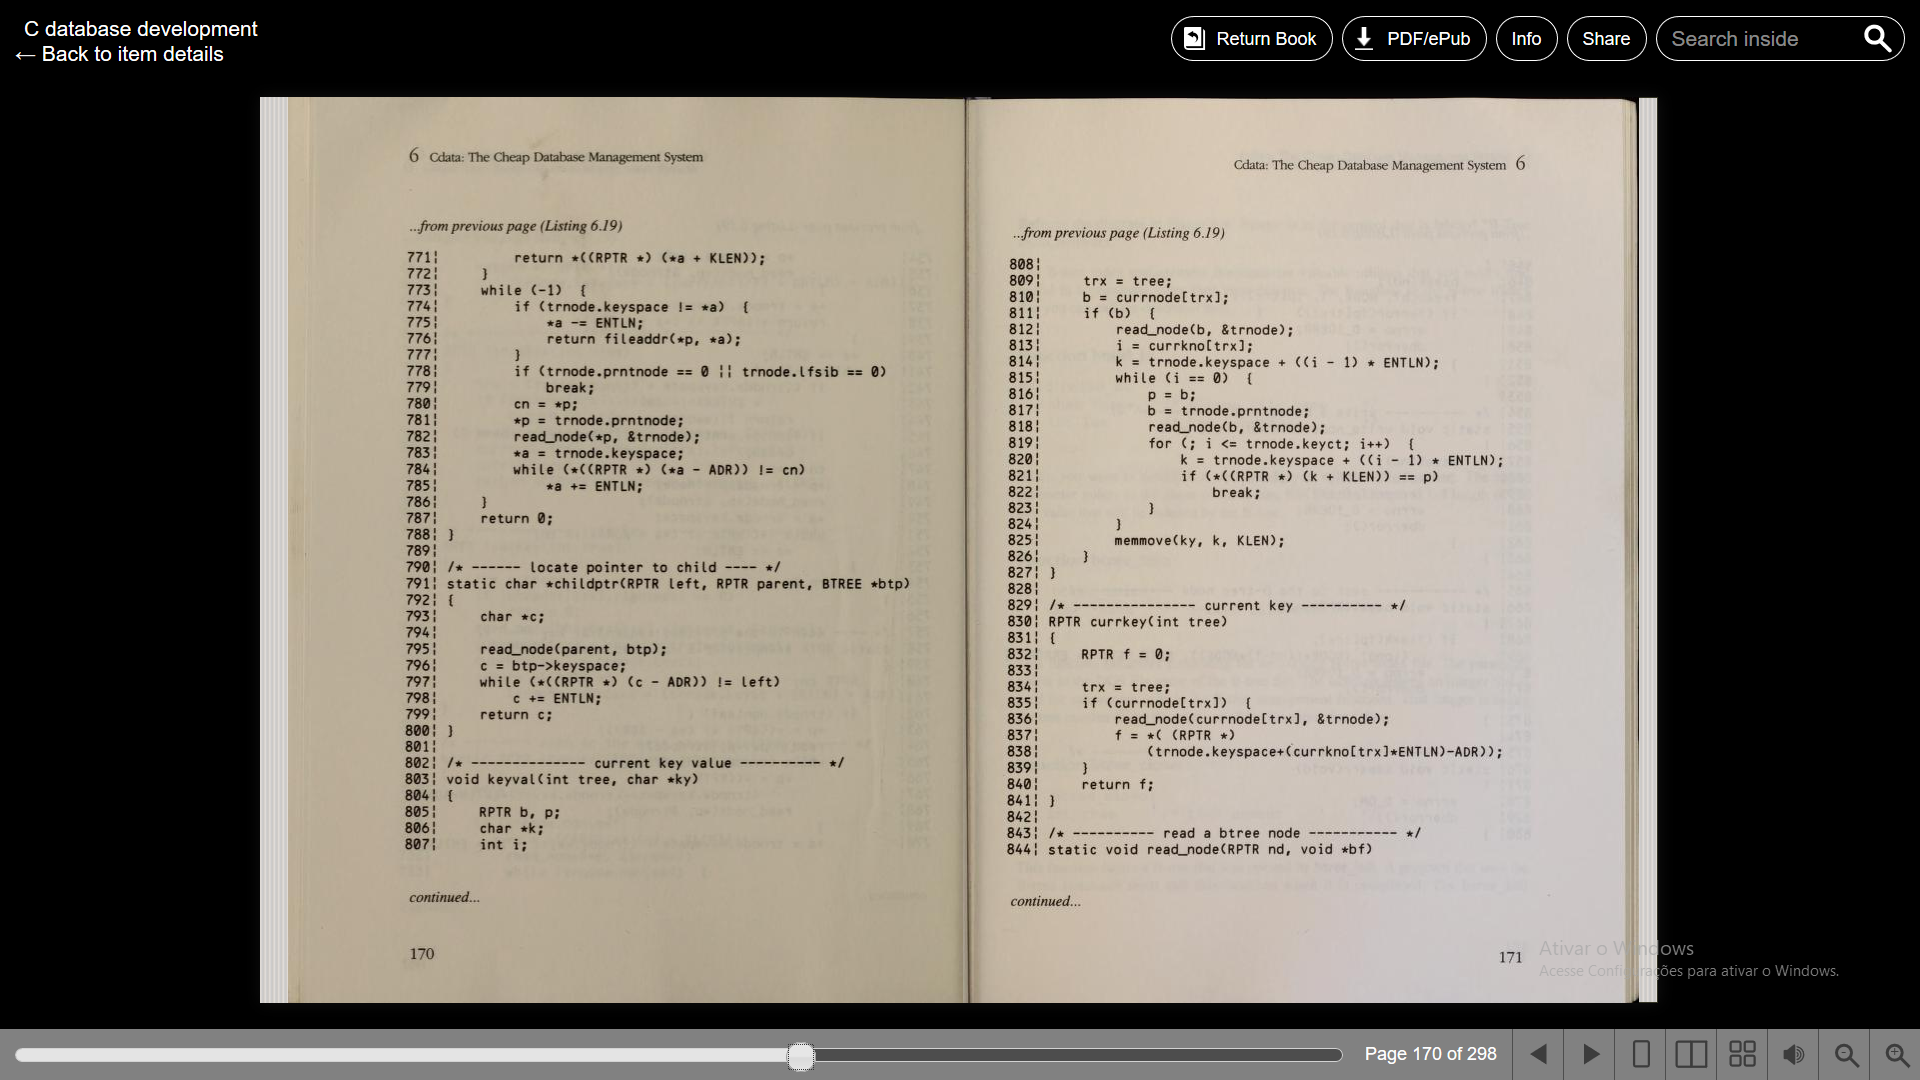 C database development
← Back to item details
Return Book
PDF/ePub
Info
Share
Search inside
6 Cdata: The Cheap Database Management System
...from previous page (Listing 6.19)
771¦         return *((RPTR *) (*a + KLEN));
772¦     }
773¦     while (-1)  {
774¦         if (trnode.keyspace != *a)  {
775¦             *a -= ENTLN;
776¦             return fileaddr(*p, *a);
777¦         }
778¦         if (trnode.prntnode == 0 || trnode.lfsib == 0)
779¦             break;
780¦         cn = *p;
781¦         *p = trnode.prntnode;
782¦         read_node(*p, &trnode);
783¦         *a = trnode.keyspace;
784¦         while (*((RPTR *) (*a - ADR)) != cn)
785¦             *a += ENTLN;
786¦     }
787¦     return 0;
788¦ }
789¦
790¦ /* ------ locate pointer to child ---- */
791¦ static char *childptr(RPTR left, RPTR parent, BTREE *btp)
792¦ {
793¦     char *c;
794¦
795¦     read_node(parent, btp);
796¦     c = btp->keyspace;
797¦     while (*((RPTR *) (c - ADR)) != left)
798¦         c += ENTLN;
799¦     return c;
800¦ }
801¦
802¦ /* -------------- current key value ---------- */
803¦ void keyval(int tree, char *ky)
804¦ {
805¦     RPTR b, p;
806¦     char *k;
807¦     int i;
continued...
170
Cdata: The Cheap Database Management System 6
...from previous page (Listing 6.19)
808¦
809¦     trx = tree;
810¦     b = currnode[trx];
811¦     if (b)  {
812¦         read_node(b, &trnode);
813¦         i = currkno[trx];
814¦         k = trnode.keyspace + ((i - 1) * ENTLN);
815¦         while (i == 0)  {
816¦             p = b;
817¦             b = trnode.prntnode;
818¦             read_node(b, &trnode);
819¦             for (; i <= trnode.keyct; i++)  {
820¦                 k = trnode.keyspace + ((i - 1) * ENTLN);
821¦                 if (*((RPTR *) (k + KLEN)) == p)
822¦                     break;
823¦             }
824¦         }
825¦         memmove(ky, k, KLEN);
826¦     }
827¦ }
828¦
829¦ /* --------------- current key ---------- */
830¦ RPTR currkey(int tree)
831¦ {
832¦     RPTR f = 0;
833¦
834¦     trx = tree;
835¦     if (currnode[trx])  {
836¦         read_node(currnode[trx], &trnode);
837¦         f = *( (RPTR *)
838¦             (trnode.keyspace+(currkno[trx]*ENTLN)-ADR));
839¦     }
840¦     return f;
841¦ }
842¦
843¦ /* ---------- read a btree node ----------- */
844¦ static void read_node(RPTR nd, void *bf)
continued...
171
Ativar o Windows
Acesse Configurações para ativar o Windows.
Page 170 of 298